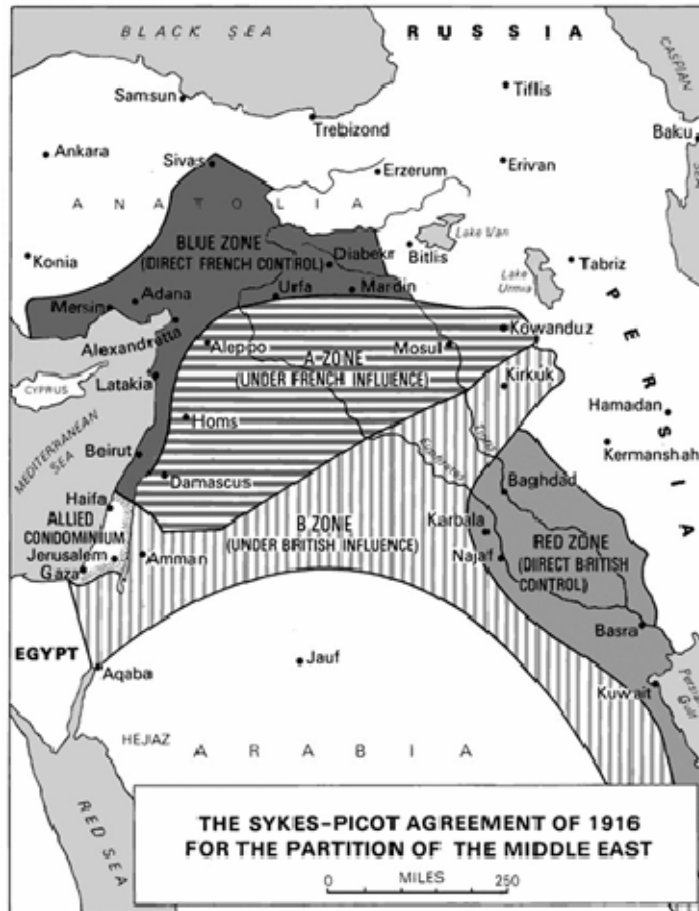 BLACK SEA
RUSSIA
CASPIAN
SEA
Samsun
Tiflis
Trebizond
Baku
Ankara
Sivas
Erzerum
Erivan
ANATOLIA
BLUE ZONE
(DIRECT FRENCH CONTROL)
Diabekir
Lake Van
Bitlis
Konia
Lake
Urmia
Tabriz
Mersin
Adana
Urfa
Mardin
PERSIA
Alexandretta
Aleppo
A-ZONE
(UNDER FRENCH INFLUENCE)
Mosul
Kowanduz
CYPRUS
Latakia
Kirkuk
Hamadan
Homs
MEDITERRANEAN
SEA
Beirut
Euphrates
Tigris
Kermanshah
Damascus
Baghdad
Haifa
ALLIED
CONDOMINIUM
B ZONE
(UNDER BRITISH INFLUENCE)
Karbala
RED ZONE
(DIRECT BRITISH
CONTROL)
Jerusalem
Amman
Najaf
Gaza
Basra
EGYPT
Aqaba
Jauf
Kuwait
Persian
Gulf
HEJAZ
ARABIA
RED SEA
THE SYKES-PICOT AGREEMENT OF 1916
FOR THE PARTITION OF THE MIDDLE EAST
MILES
0 250